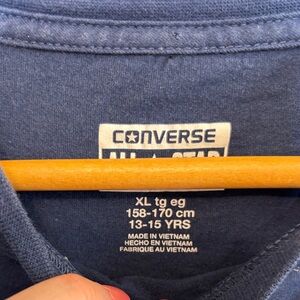 CONVERSE
ALL ★ STAR
XL tg eg
158-170 cm
13-15 YRS
MADE IN VIETNAM
HECHO EN VIETNAM
FABRIQUE AU VIETNAM